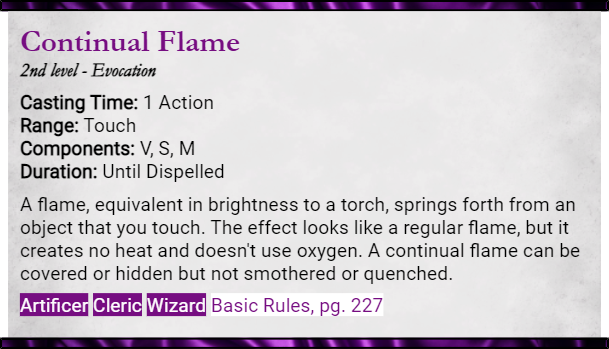 Continual Flame
2nd level - Evocation
Casting Time: 1 Action
Range: Touch
Components: V, S, M
Duration: Until Dispelled
A flame, equivalent in brightness to a torch, springs forth from an
object that you touch. The effect looks like a regular flame, but it
creates no heat and doesn't use oxygen. A continual flame can be
covered or hidden but not smothered or quenched.
Artificer Cleric Wizard Basic Rules, pg. 227